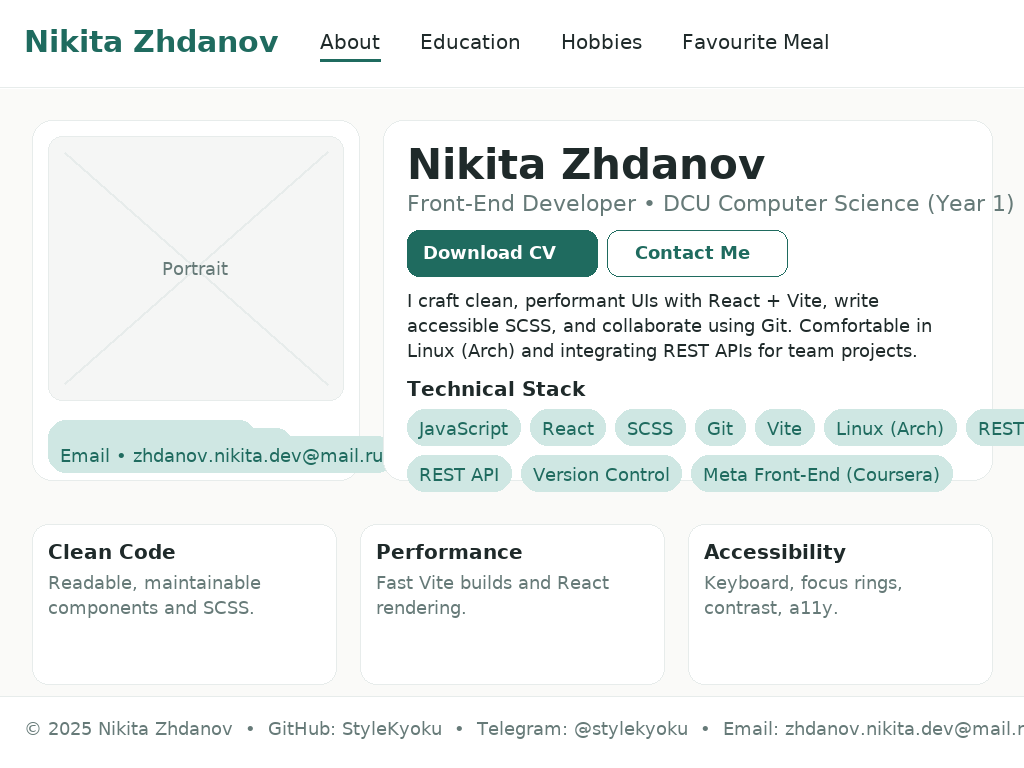 Nikita Zhdanov
About Education Hobbies Favourite Meal
Portrait
Email • zhdanov.nikita.dev@mail.ru
Nikita Zhdanov
Front-End Developer • DCU Computer Science (Year 1)
Download CV Contact Me
I craft clean, performant UIs with React + Vite, write
accessible SCSS, and collaborate using Git. Comfortable in
Linux (Arch) and integrating REST APIs for team projects.
Technical Stack
JavaScript React SCSS Git Vite Linux (Arch) REST
REST API Version Control Meta Front-End (Coursera)
Clean Code
Readable, maintainable
components and SCSS.
Performance
Fast Vite builds and React
rendering.
Accessibility
Keyboard, focus rings,
contrast, a11y.
© 2025 Nikita Zhdanov • GitHub: StyleKyoku • Telegram: @stylekyoku • Email: zhdanov.nikita.dev@mail.r